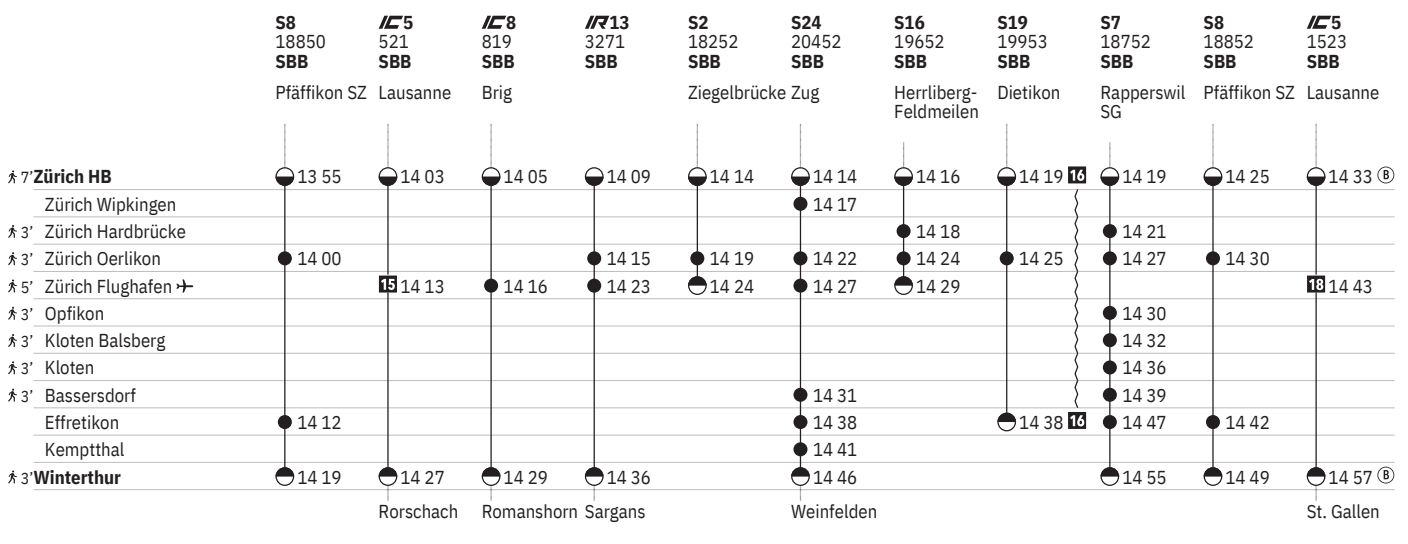 S8 IC5 IC8 IR13 S2 S24 S16 S19 S7 S8 IC5
18850 521 819 3271 18252 20452 19652 19953 18752 18852 1523
SBB SBB SBB SBB SBB SBB SBB SBB SBB SBB SBB
Pfäffikon SZ Lausanne Brig Ziegelbrücke Zug Herrliberg- Dietikon Rapperswil Pfäffikon SZ Lausanne
Feldmeilen SG
7’ Zürich HB 13 55 14 03 14 05 14 09 14 14 14 14 14 16 14 19 16 14 19 14 25 14 33 B
Zürich Wipkingen 14 17
3’ Zürich Hardbrücke 14 18 14 21
3’ Zürich Oerlikon 14 00 14 15 14 19 14 22 14 24 14 25 14 27 14 30
5’ Zürich Flughafen 15 14 13 14 16 14 23 14 24 14 27 14 29 18 14 43
3’ Opfikon 14 30
3’ Kloten Balsberg 14 32
3’ Kloten 14 36
3’ Bassersdorf 14 31 14 39
Effretikon 14 12 14 38 14 38 16 14 47 14 42
Kemptthal 14 41
3’ Winterthur 14 19 14 27 14 29 14 36 14 46 14 55 14 49 14 57 B
Rorschach Romanshorn Sargans Weinfelden St. Gallen